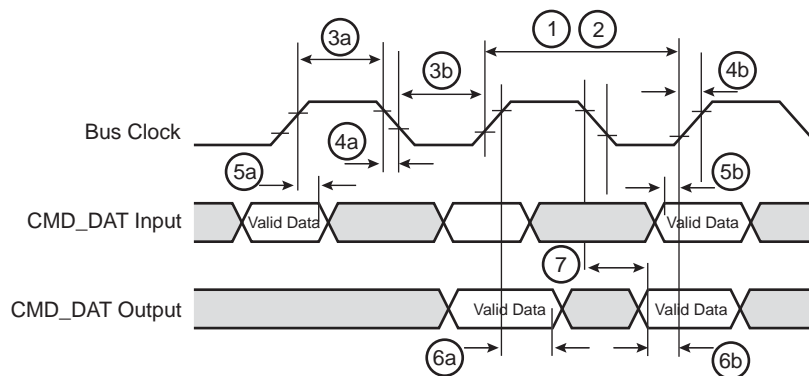 3a
1 2
3b
4b
Bus Clock
4a
5a
5b
CMD_DAT Input
Valid Data
Valid Data
7
CMD_DAT Output
Valid Data
Valid Data
6a
6b